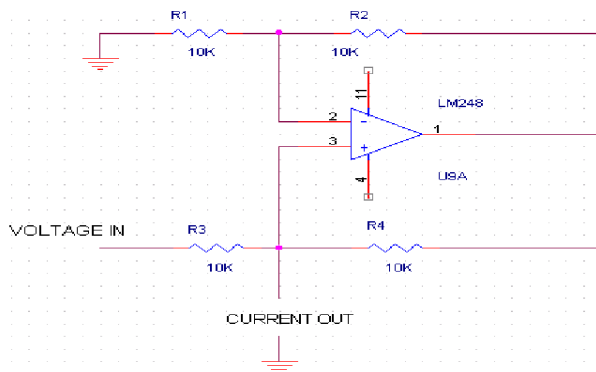 R1
R2
10K
10K
11
LM248
2
-
1
3
+
4
U9A
VOLTAGE IN
R3
R4
10K
10K
CURRENT OUT